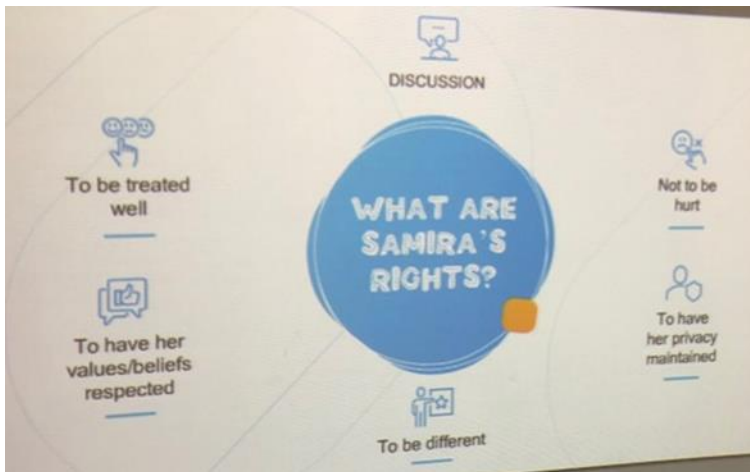 DISCUSSION
WHAT ARE
SAMIRA'S
RIGHTS?
To be treated
well
To have her
values/beliefs
respected
Not to be
hurt
To have
her privacy
maintained
To be different